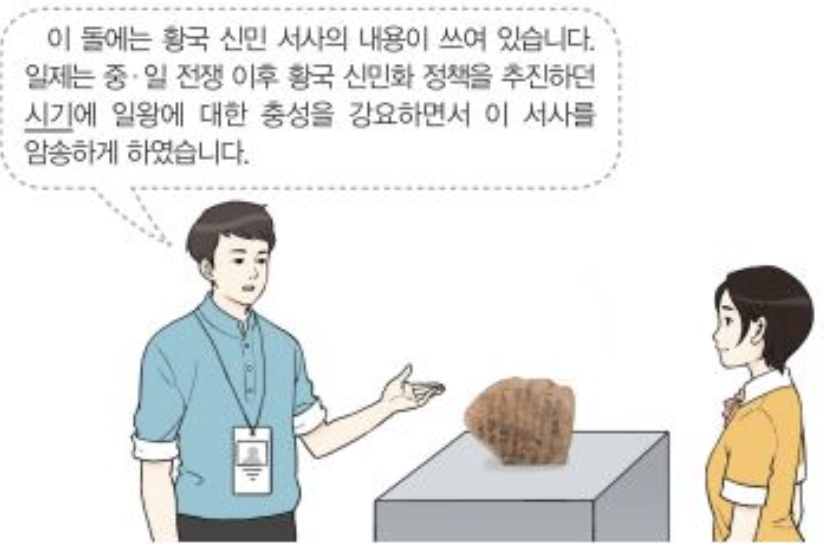 이 돌에는 황국 신민 서사의 내용이 쓰여 있습니다.
일제는 중·일 전쟁 이후 황국 신민화 정책을 추진하던
시기에 일왕에 대한 충성을 강요하면서 이 서사를
암송하게 하였습니다.